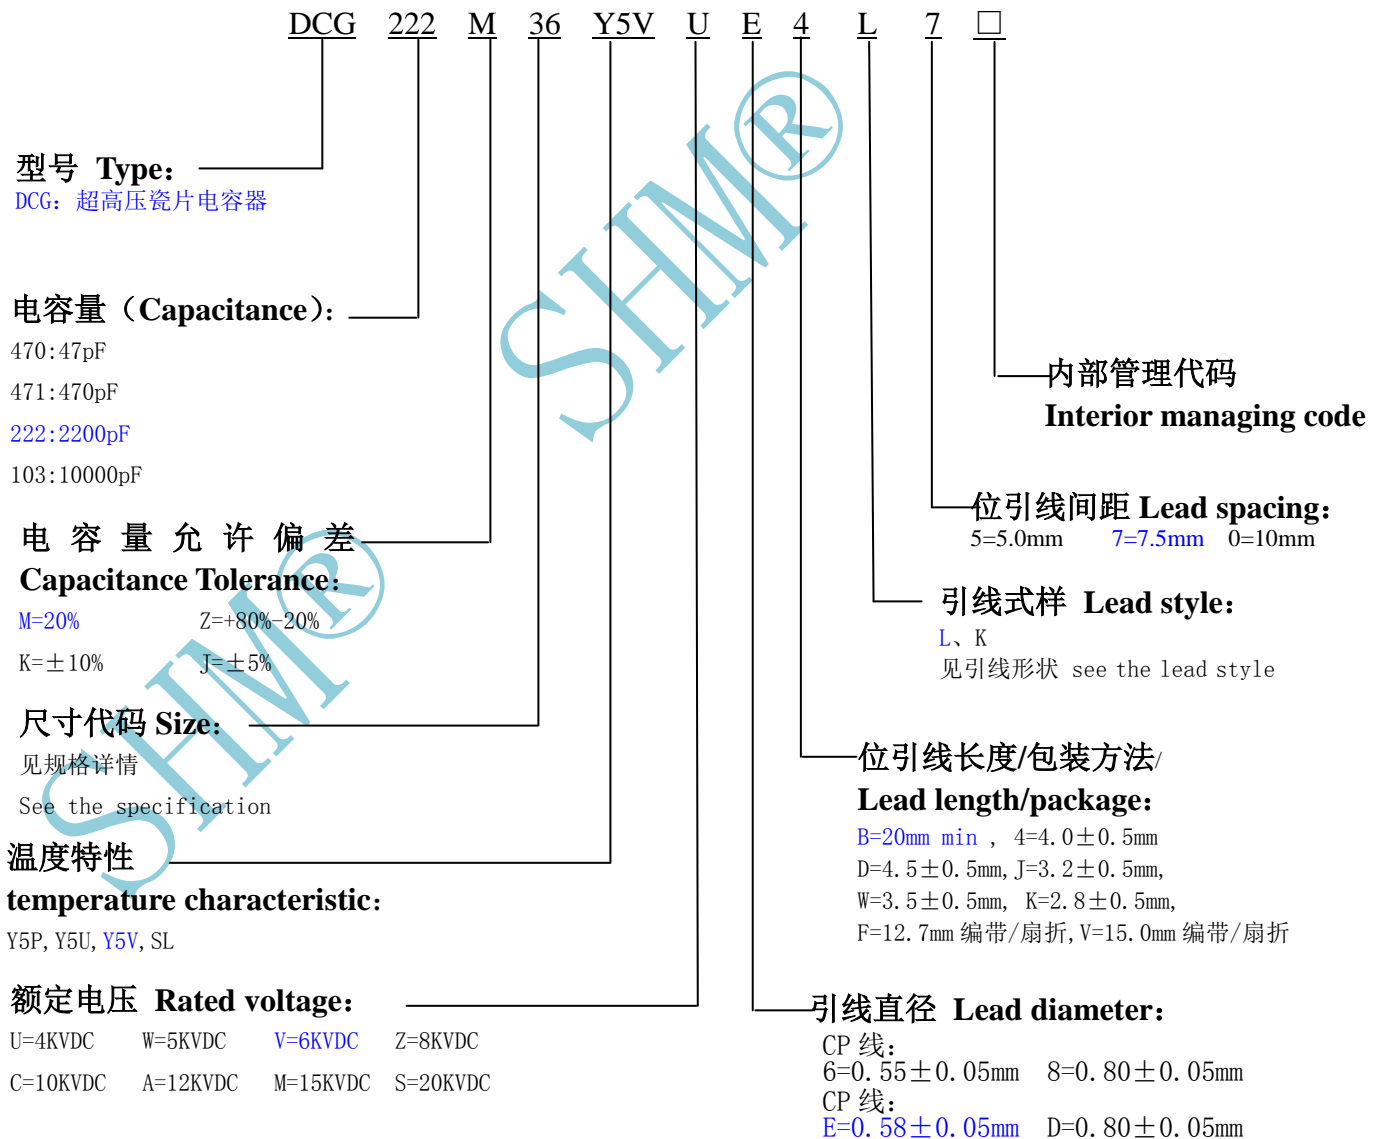 DCG 222 M 36 Y5V U E 4 L 7 □
型号 Type：
DCG：超高压瓷片电容器
电容量（Capacitance）：
470:47pF
471:470pF
222:2200pF
103:10000pF
电 容 量 允 许 偏 差
Capacitance Tolerance：
M=20% Z=+80%-20%
K=±10% J=±5%
尺寸代码 Size：
见规格详情
See the specification
温度特性
temperature characteristic：
Y5P,Y5U,Y5V,SL
额定电压 Rated voltage：
U=4KVDC W=5KVDC V=6KVDC Z=8KVDC
C=10KVDC A=12KVDC M=15KVDC S=20KVDC
内部管理代码
Interior managing code
位引线间距 Lead spacing：
5=5.0mm 7=7.5mm 0=10mm
引线式样 Lead style：
L、K
见引线形状 see the lead style
位引线长度/包装方法/
Lead length/package：
B=20mm min , 4=4.0±0.5mm
D=4.5±0.5mm,J=3.2±0.5mm,
W=3.5±0.5mm, K=2.8±0.5mm,
F=12.7mm 编带/扇折,V=15.0mm 编带/扇折
引线直径 Lead diameter：
CP 线：
6=0.55±0.05mm 8=0.80±0.05mm
CP 线：
E=0.58±0.05mm D=0.80±0.05mm
SHM®
SHM®